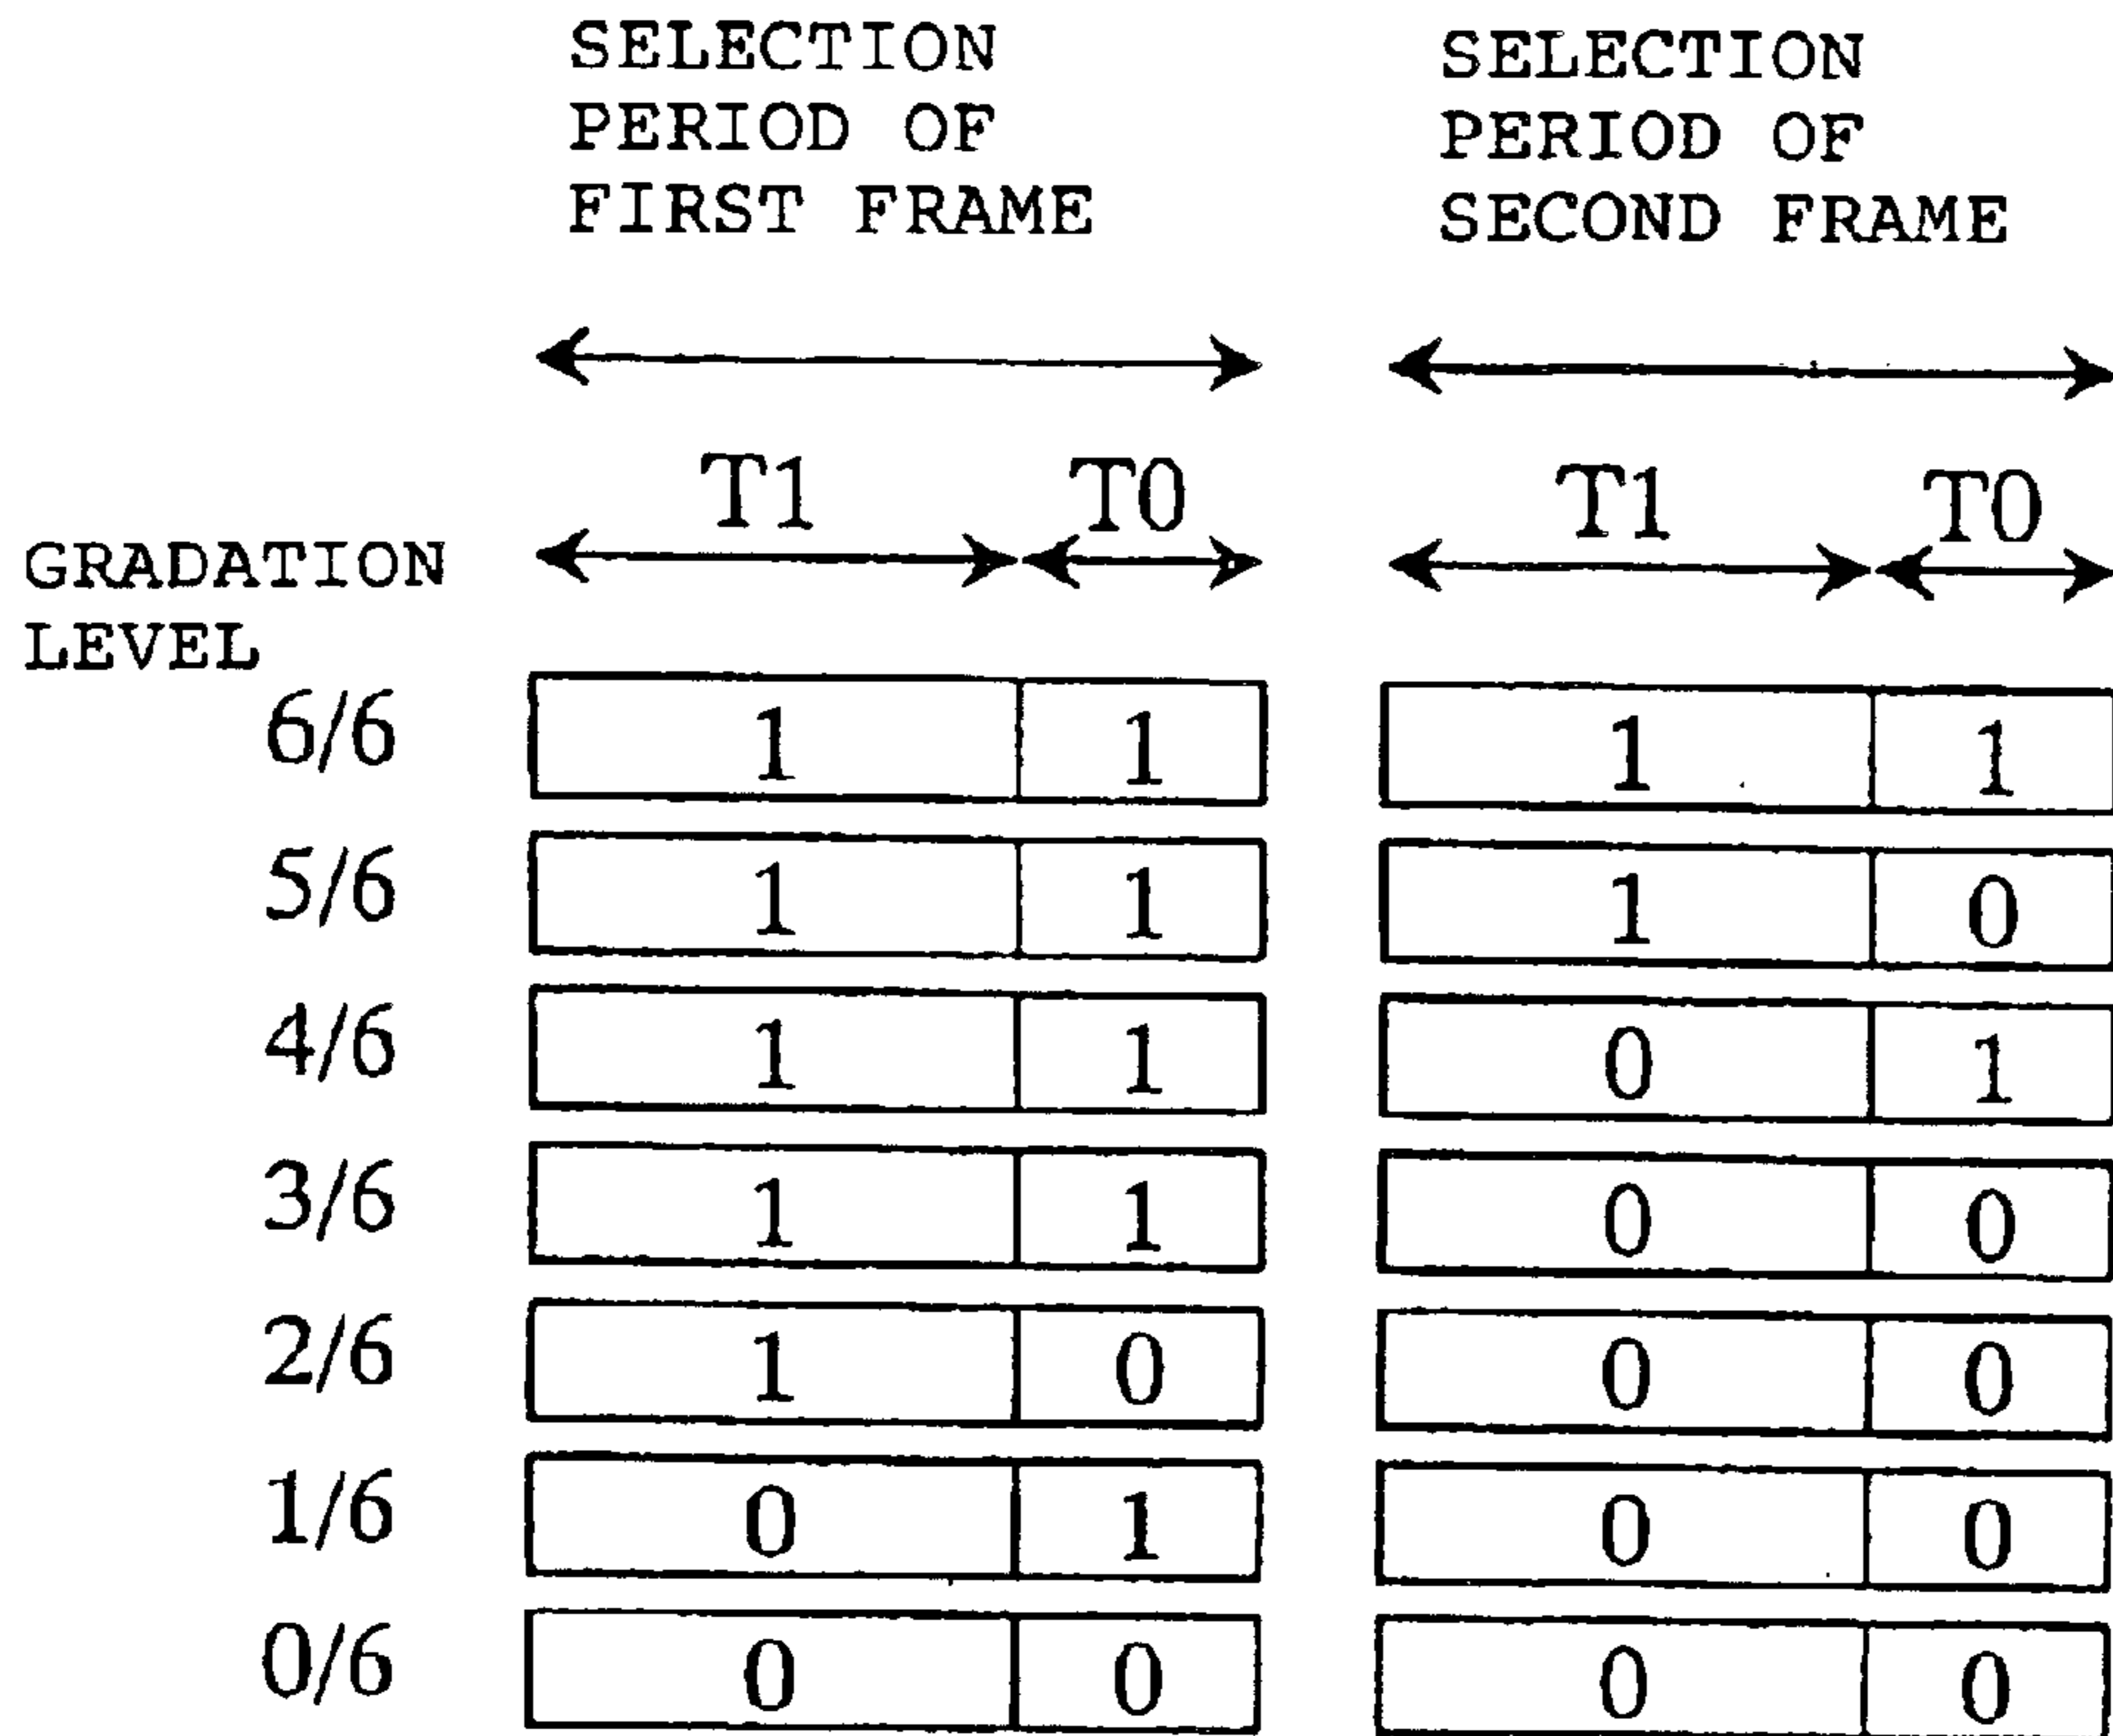 SELECTION
PERIOD OF
FIRST FRAME
SELECTION
PERIOD OF
SECOND FRAME
T1 T0 T1 T0
GRADATION
LEVEL
6/6 1 1 1 1
5/6 1 1 1 0
4/6 1 1 0 1
3/6 1 1 0 0
2/6 1 0 0 0
1/6 0 1 0 0
0/6 0 0 0 0